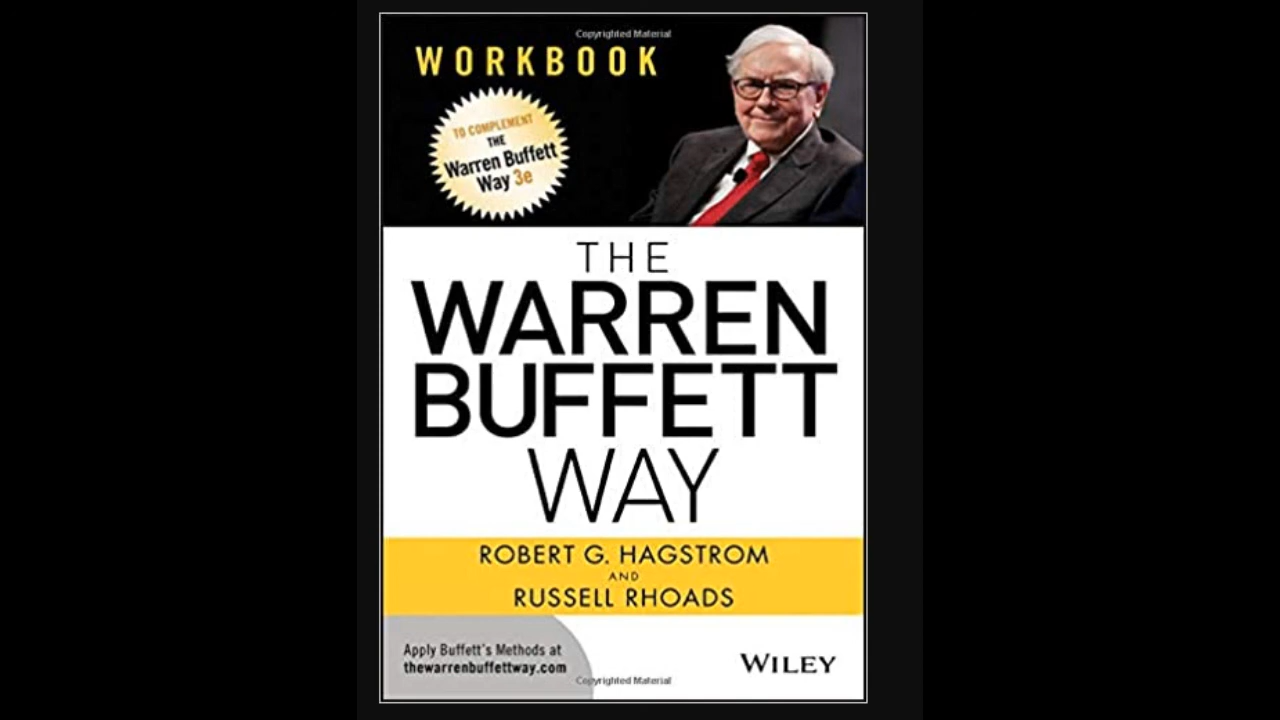 Copyrighted Material
WORKBOOK
TO COMPLEMENT
THE
Warren Buffett
Way 3e
THE
WARREN
BUFFETT
WAY
ROBERT G. HAGSTROM
AND
RUSSELL RHOADS
Apply Buffett's Methods at
thewarrenbuffettway.com
WILEY
Copyrighted Material